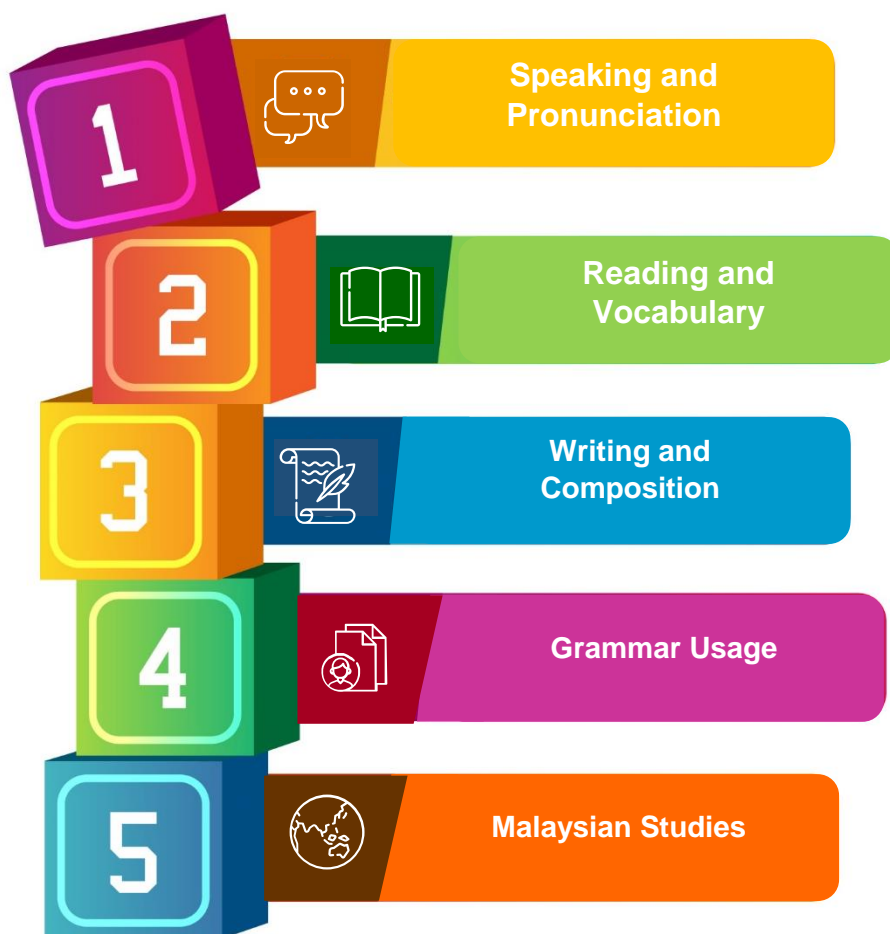 1
Speaking and
Pronunciation
2
Reading and
Vocabulary
3
Writing and
Composition
4
Grammar Usage
5
Malaysian Studies